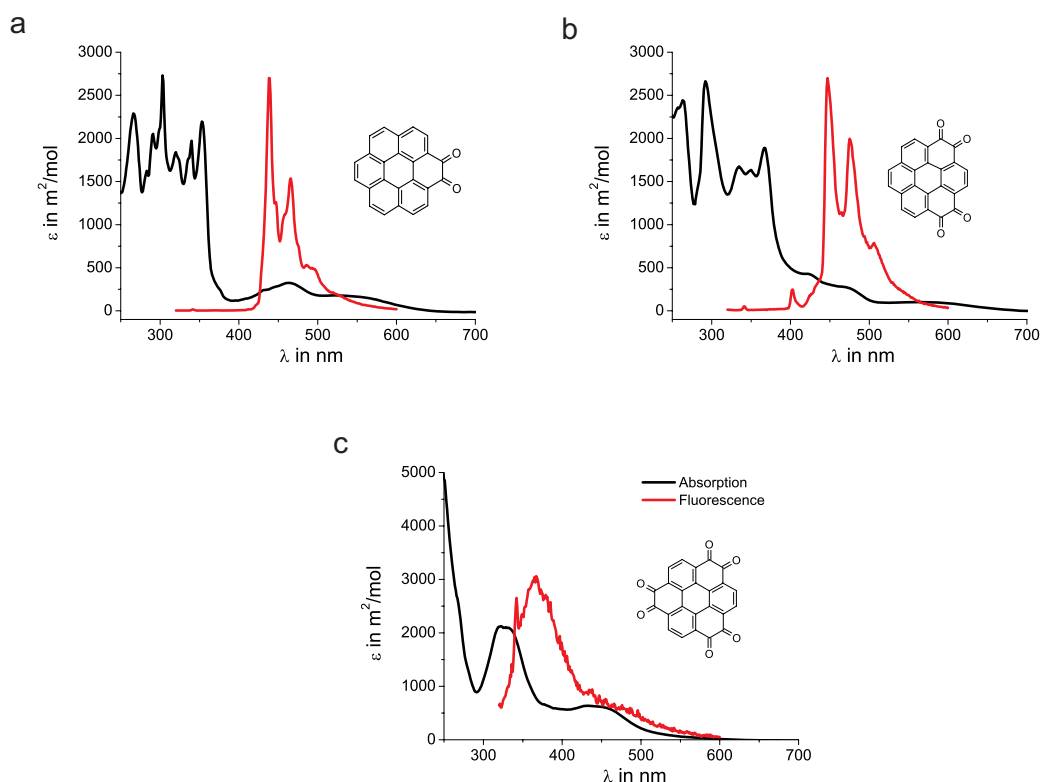 a
3000
2500
2000
1500
1000
500
0
ε in m²/mol
300 400 500 600 700
λ in nm
O
O
b
3000
2500
2000
1500
1000
500
0
ε in m²/mol
300 400 500 600 700
λ in nm
O
O
O
O
c
5000
4000
3000
2000
1000
0
ε in m²/mol
300 400 500 600 700
λ in nm
Absorption
Fluorescence
O
O
O
O
O
O